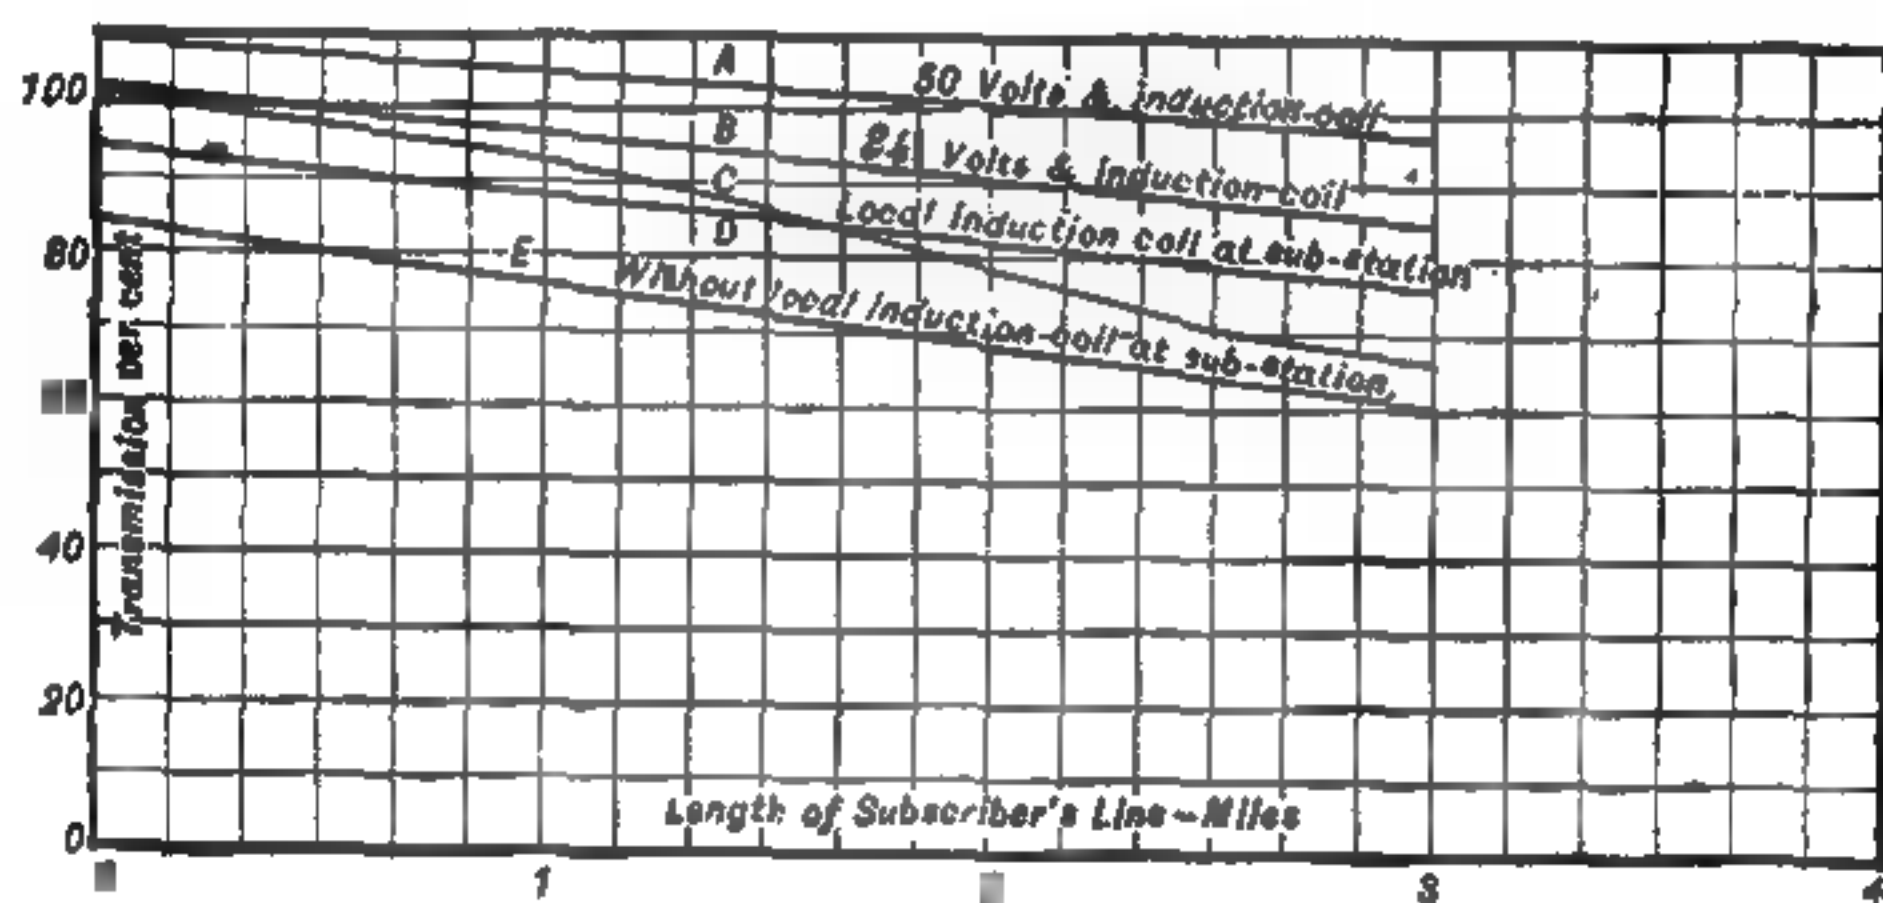 100
80
40
20
0
Transmission per cent
A
50 Volts & induction-coil
B
24 Volts & induction-coil
C
Local induction coil at sub-station
D
E
Without local induction-coil at sub-station
Length of Subscriber's Line - Miles
1
3
4